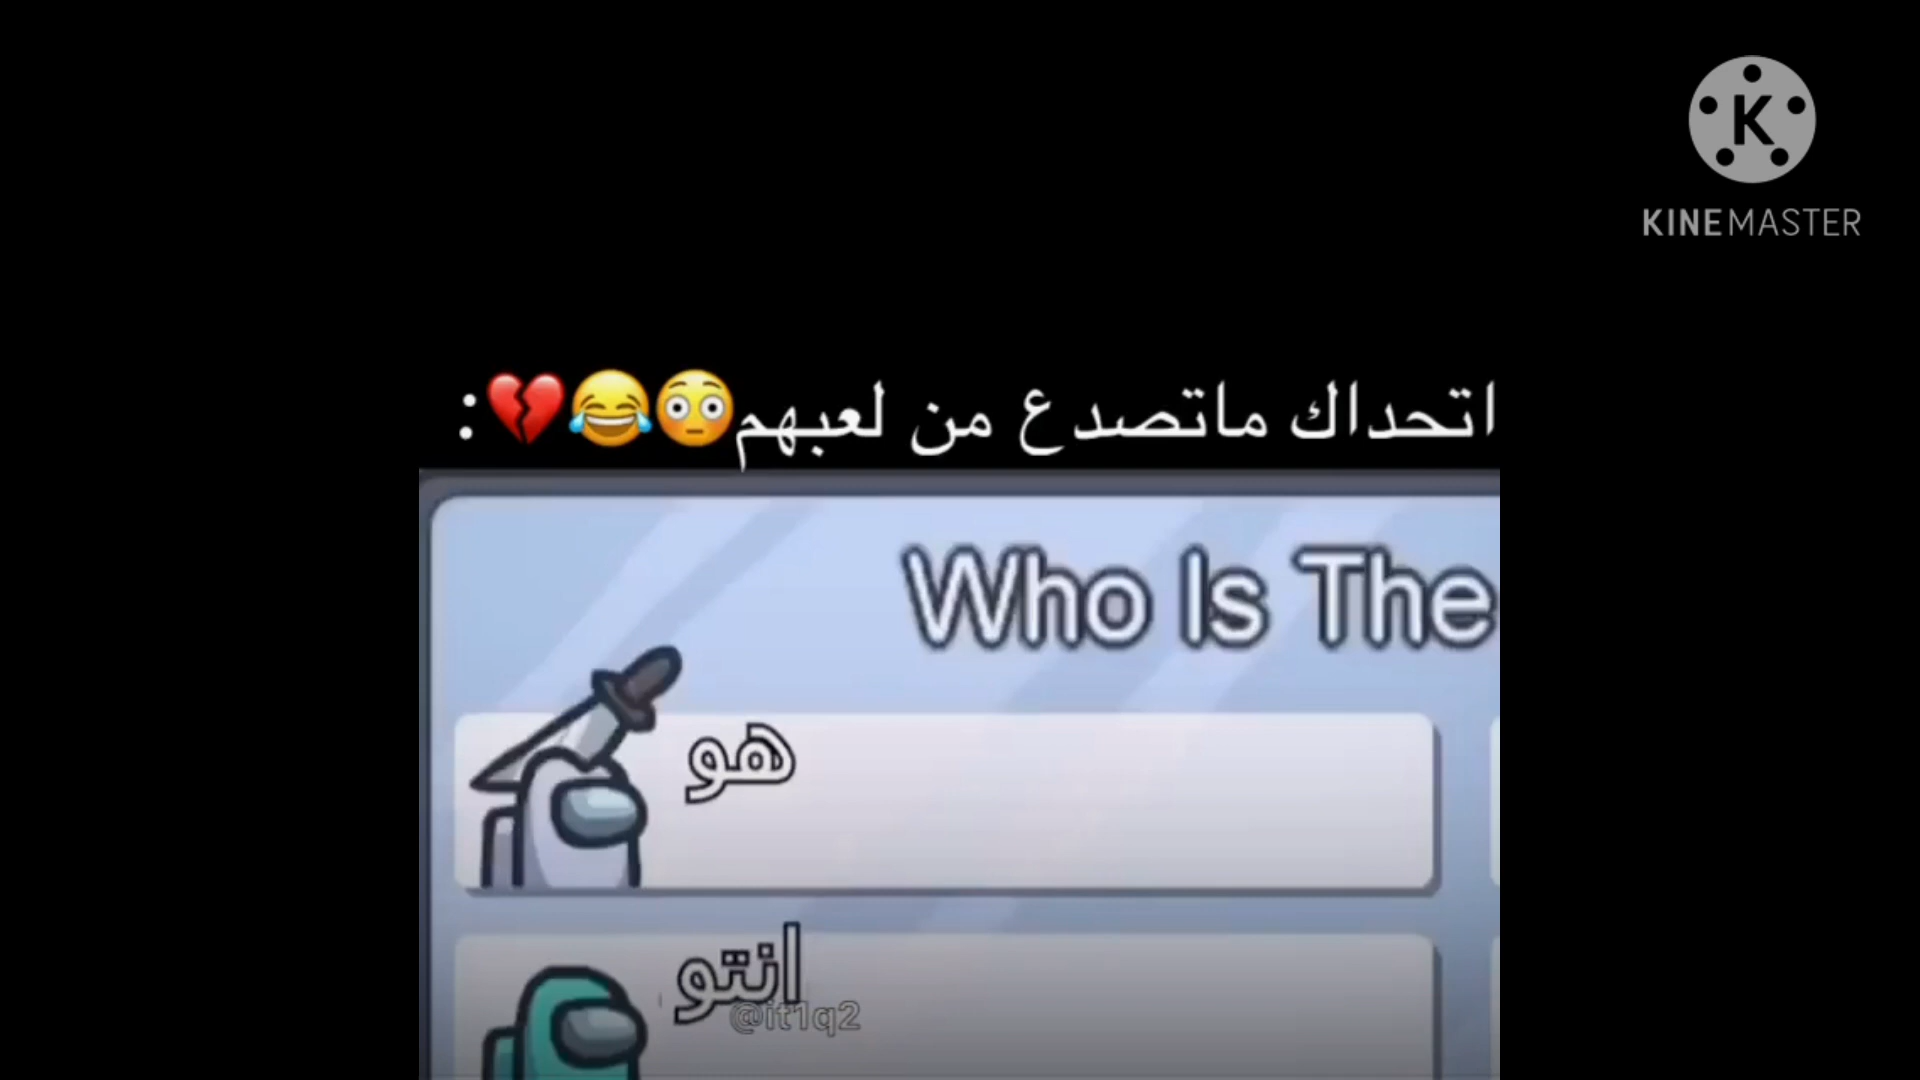 K
KINEMASTER
اتحداك ماتصدع من لعبهم😳😂💔:
Who Is The
هو
انتو
@it1q2